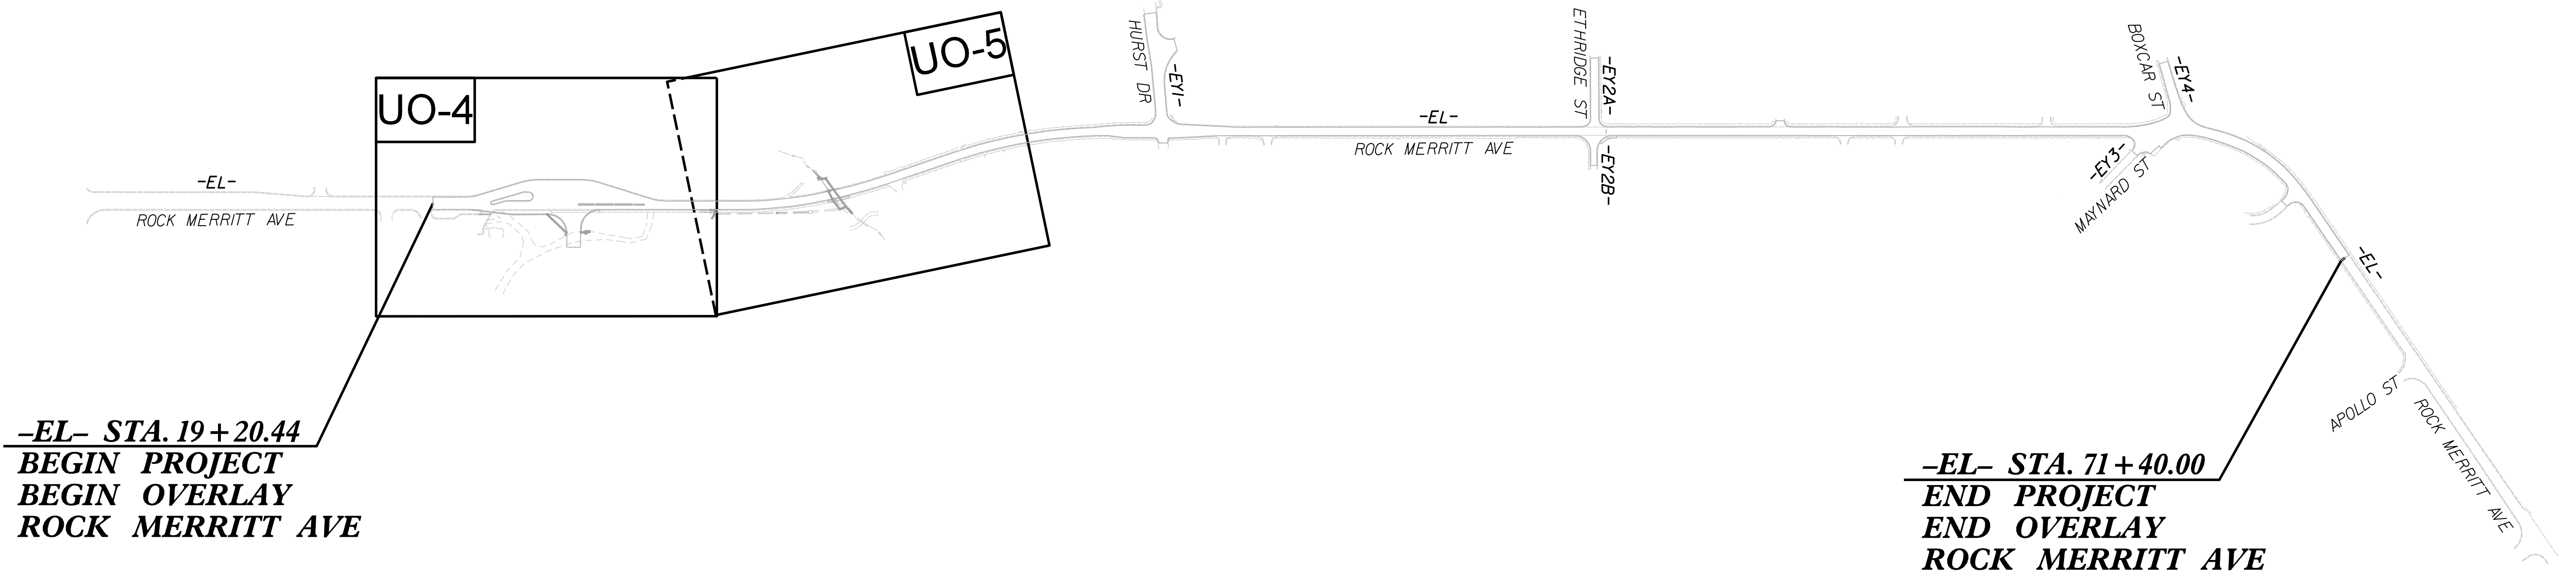 UO-4
UO-5
HURST DR
-EY1-
ETHRIDGE ST
-EY2A-
BOXCAR ST
-EY4-
-EL-
ROCK MERRITT AVE
-EL-
ROCK MERRITT AVE
-EY2B-
-EY3-
MAYNARD ST
-EL-
APOLLO ST
ROCK MERRITT AVE
–EL– STA. 19+20.44
BEGIN PROJECT
BEGIN OVERLAY
ROCK MERRITT AVE
–EL– STA. 71+40.00
END PROJECT
END OVERLAY
ROCK MERRITT AVE